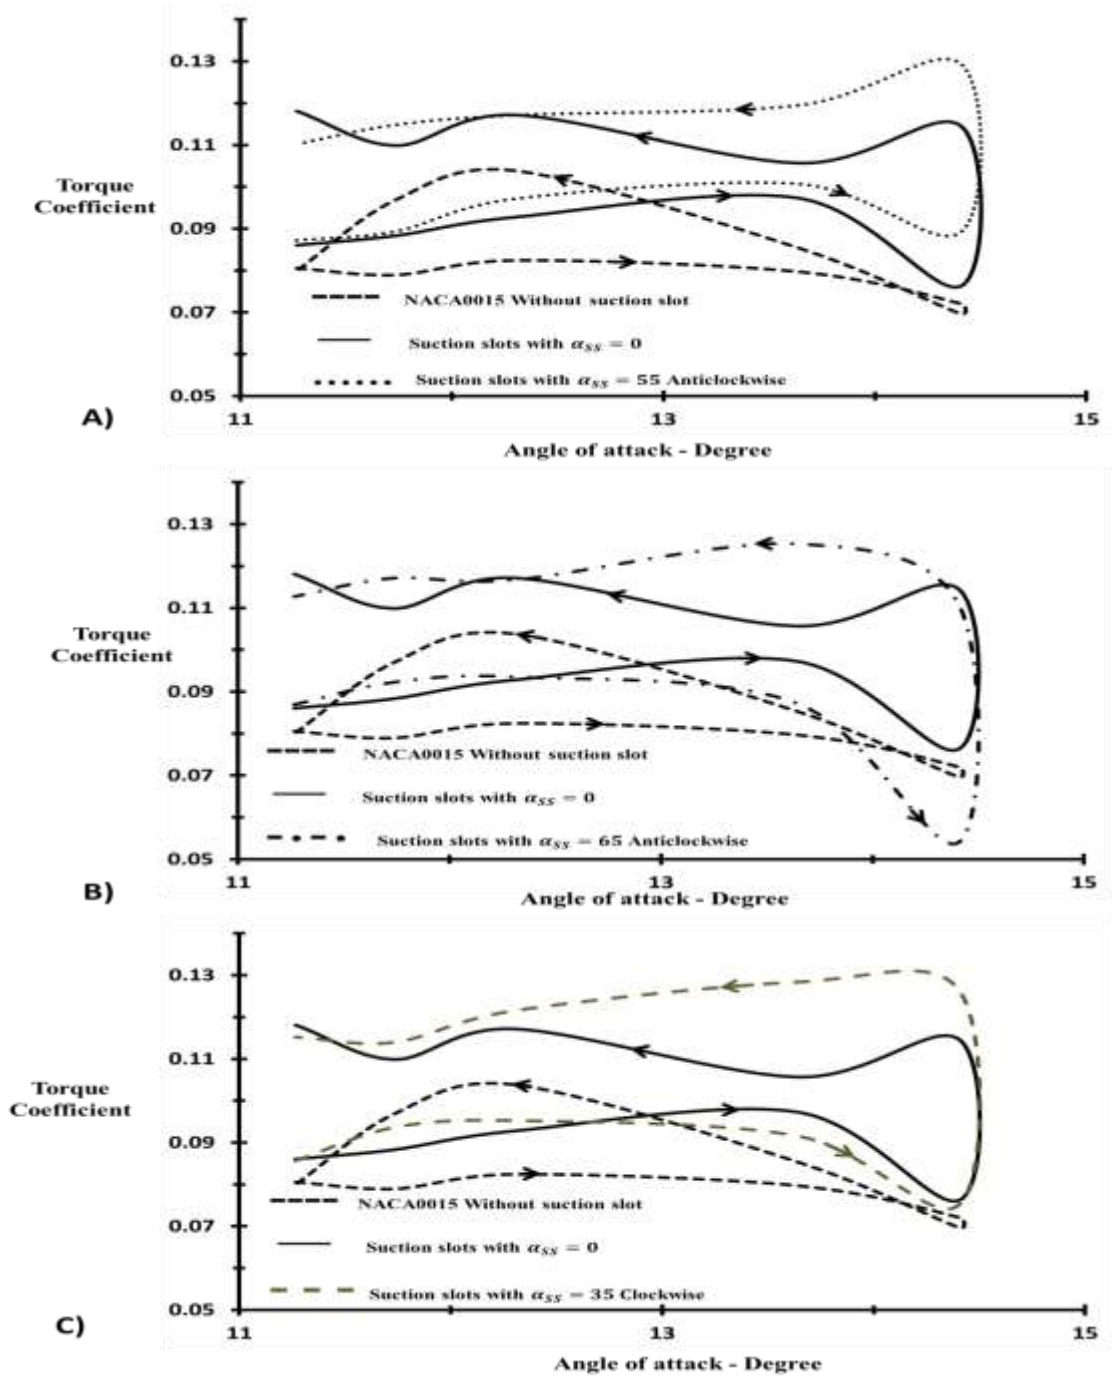 0.13
0.11
Torque
Coefficient
0.09
NACA0015 Without suction slot
0.07
Suction slots with αSS = 0
Suction slots with αSS = 55 Anticlockwise
0.05
A)
11
13
15
Angle of attack - Degree
0.13
0.11
Torque
Coefficient
0.09
NACA0015 Without suction slot
0.07
Suction slots with αSS = 0
Suction slots with αSS = 65 Anticlockwise
0.05
B)
11
13
15
Angle of attack - Degree
0.13
0.11
Torque
Coefficient
0.09
NACA0015 Without suction slot
0.07
Suction slots with αSS = 0
Suction slots with αSS = 35 Clockwise
0.05
C)
11
13
15
Angle of attack - Degree